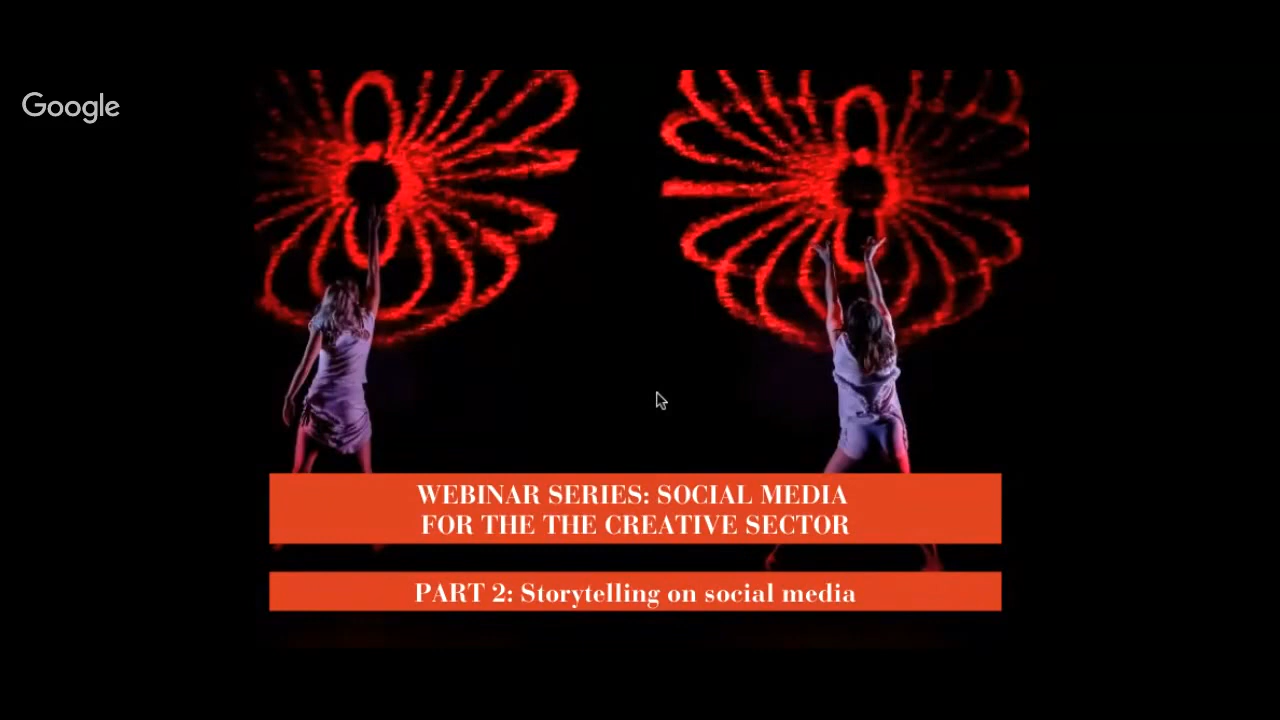 Google
WEBINAR SERIES: SOCIAL MEDIA
FOR THE THE CREATIVE SECTOR
PART 2: Storytelling on social media